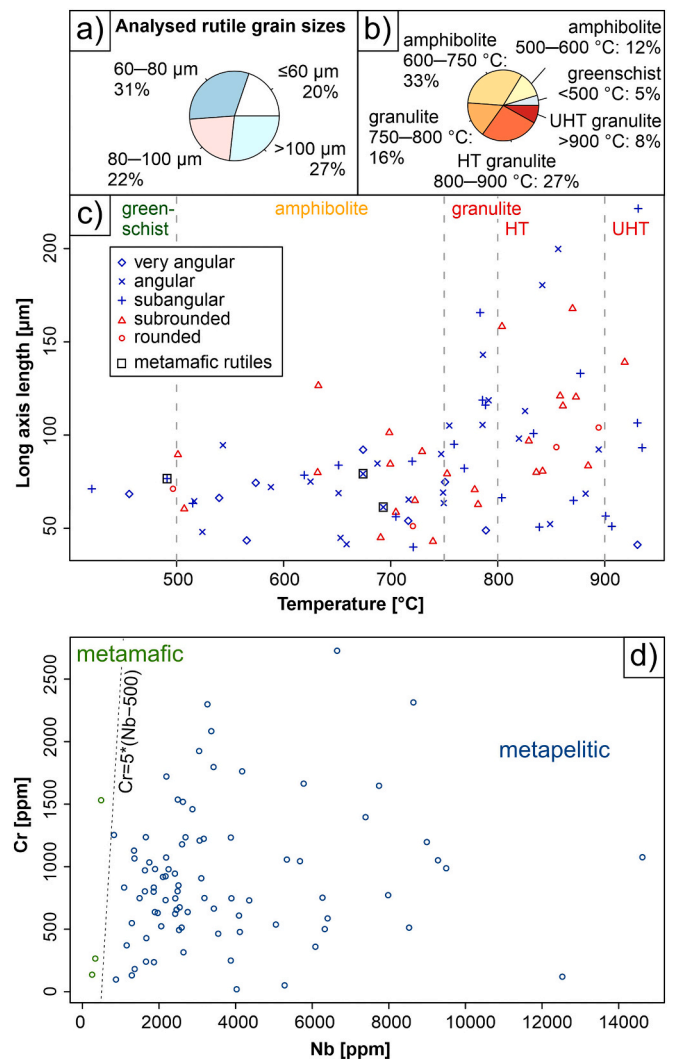 a) Analysed rutile grain sizes
60—80 µm
31%
≤60 µm
20%
80—100 µm
22%
>100 µm
27%
b)
amphibolite
600—750 °C:
33%
amphibolite
500—600 °C: 12%
greenschist
<500 °C: 5%
UHT granulite
>900 °C: 8%
granulite
750—800 °C:
16%
HT granulite
800—900 °C: 27%
c)
green-
schist
amphibolite
granulite
HT
UHT
very angular
angular
subangular
subrounded
rounded
metamafic rutiles
Long axis length [µm]
200
150
100
50
500 600 700 800 900
Temperature [°C]
d)
metamafic
Cr=5*(Nb−500)
metapelitic
Cr [ppm]
2500
2000
1500
1000
500
0
0 2000 4000 6000 8000 10000 12000 14000
Nb [ppm]